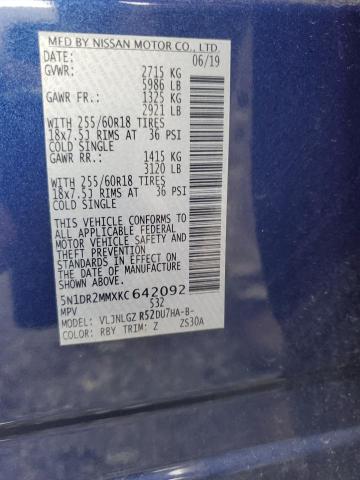 MFD BY NISSAN MOTOR CO., LTD.
DATE: 06/19
GVWR: 2715 KG
5986 LB
GAWR FR.: 1325 KG
2921 LB
WITH 255/60R18 TIRES
18x7.5J RIMS AT 36 PSI
COLD SINGLE
GAWR RR.: 1415 KG
3120 LB
WITH 255/60R18 TIRES
18x7.5J RIMS AT 36 PSI
COLD SINGLE
THIS VEHICLE CONFORMS TO
ALL APPLICABLE FEDERAL
MOTOR VEHICLE SAFETY
AND THEFT PREVENTION
STANDARDS IN EFFECT ON
THE DATE OF MANUFACTURE
SHOWN ABOVE.
5N1DR2MMXKC 642092
MPV 532
MODEL: VLJNLGZ R52DU7HA-B-
COLOR: RBY TRIM: Z ZS30A